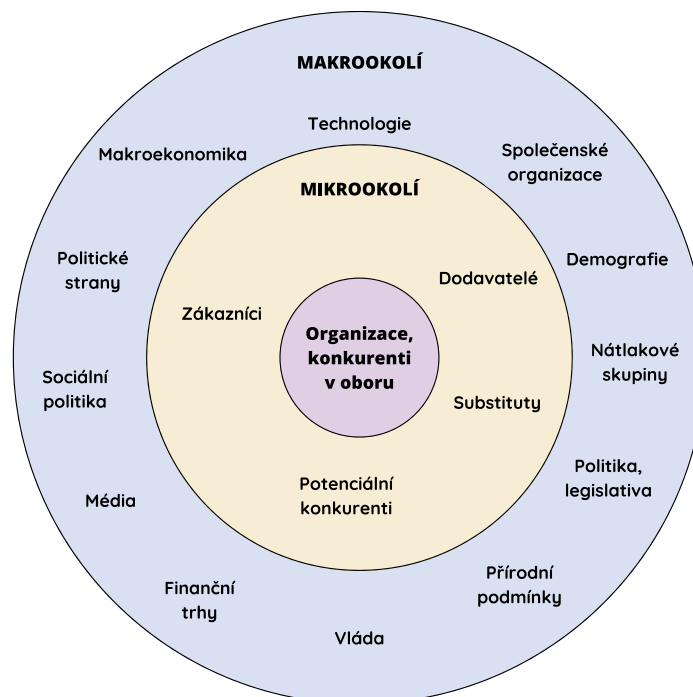 MAKROOKOLÍ
Technologie
Makroekonomika
Společenské
organizace
MIKROOKOLÍ
Politické
strany
Demografie
Dodavatelé
Zákazníci
Organizace,
konkurenti
v oboru
Nátlakové
skupiny
Sociální
politika
Substituty
Politika,
legislativa
Potenciální
konkurenti
Média
Přírodní
podmínky
Finanční
trhy
Vláda